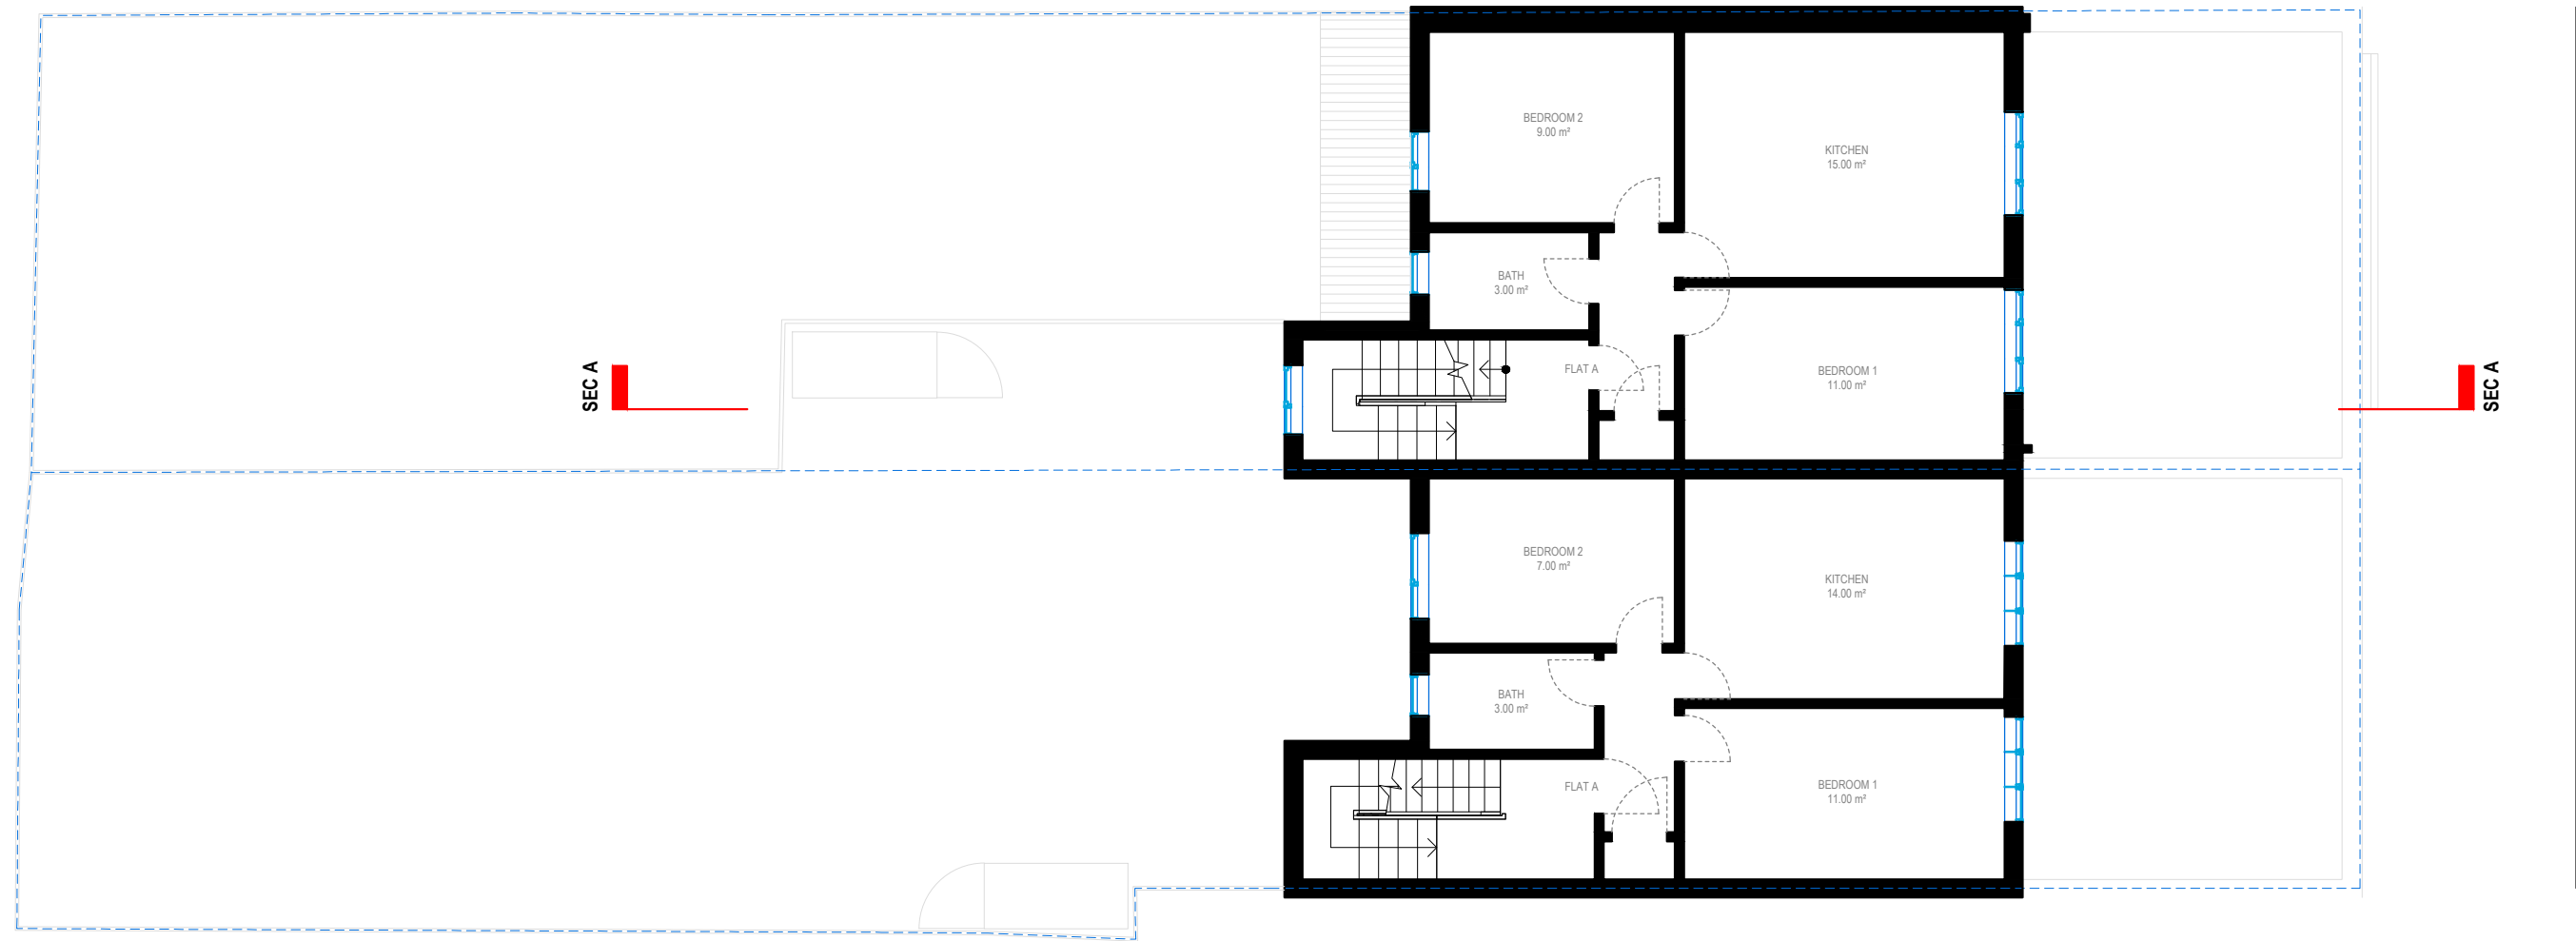 BEDROOM 2
9.00 m²
KITCHEN
15.00 m²
BATH
3.00 m²
FLAT A
BEDROOM 1
11.00 m²
SEC A
SEC A
BEDROOM 2
7.00 m²
KITCHEN
14.00 m²
BATH
3.00 m²
FLAT A
BEDROOM 1
11.00 m²